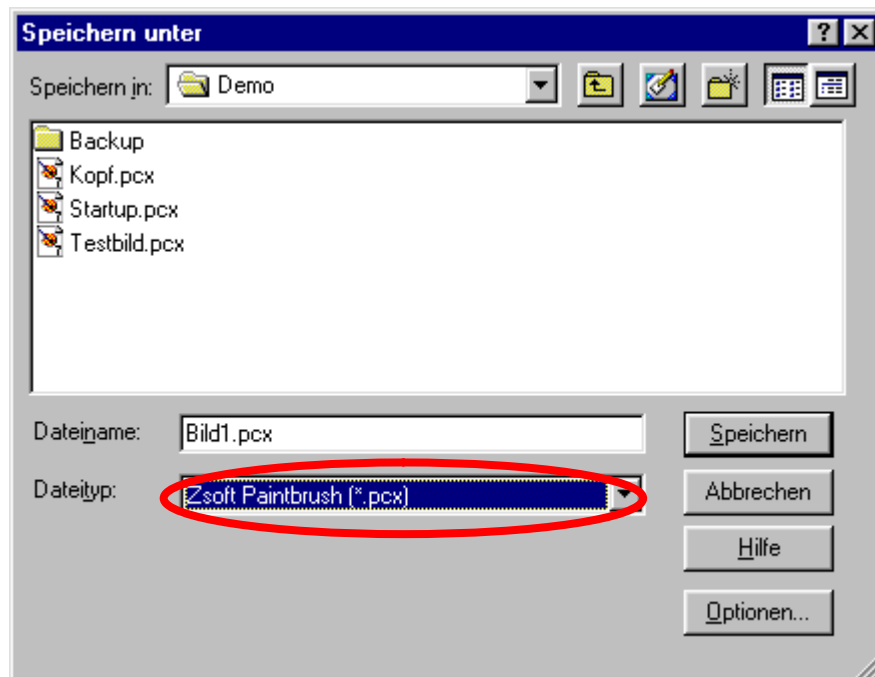 Speichern unter
Speichern in: Demo
Backup
Kopf.pcx
Startup.pcx
Testbild.pcx
Dateiname: Bild1.pcx Speichern
Dateityp: Zsoft Paintbrush (*.pcx) Abbrechen
Hilfe
Optionen...